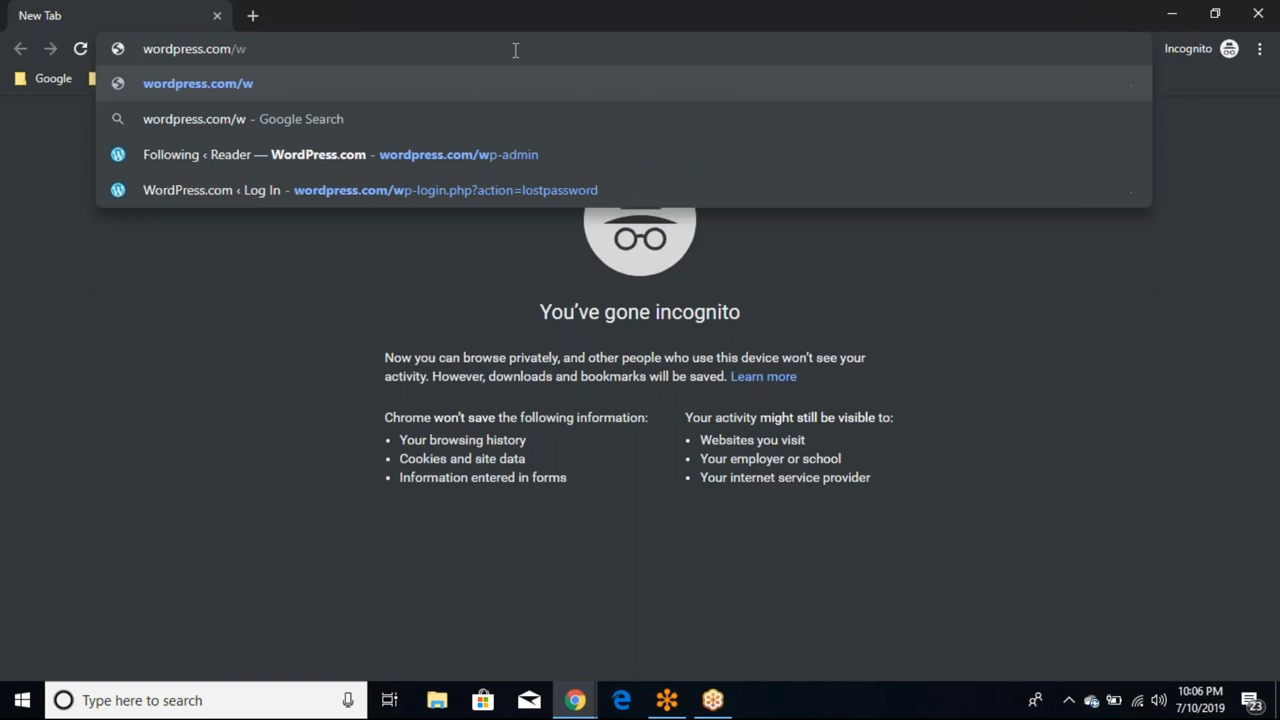 New Tab
wordpress.com/w
Incognito
Google
wordpress.com/w
wordpress.com/w - Google Search
Following ‹ Reader — WordPress.com - wordpress.com/wp-admin
WordPress.com ‹ Log In - wordpress.com/wp-login.php?action=lostpassword
You've gone incognito
Now you can browse privately, and other people who use this device won't see your
activity. However, downloads and bookmarks will be saved. Learn more
Chrome won't save the following information:
• Your browsing history
• Cookies and site data
• Information entered in forms
Your activity might still be visible to:
• Websites you visit
• Your employer or school
• Your internet service provider
Type here to search
10:06 PM
7/10/2019
23